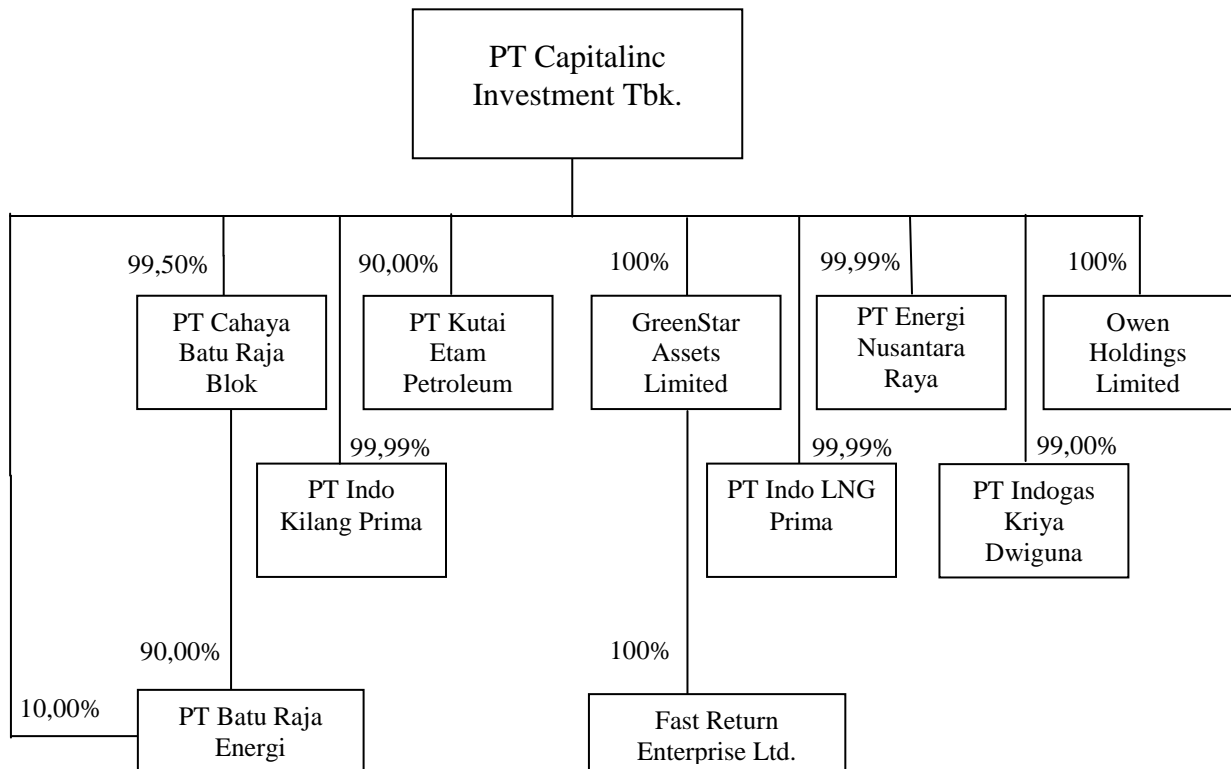 PT Capitalinc
Investment Tbk.
99,50%
90,00%
100%
99,99%
100%
PT Cahaya
Batu Raja
Blok
PT Kutai
Etam
Petroleum
GreenStar
Assets
Limited
PT Energi
Nusantara
Raya
Owen
Holdings
Limited
99,99%
99,99%
99,00%
PT Indo
Kilang Prima
PT Indo LNG
Prima
PT Indogas
Kriya
Dwiguna
90,00%
100%
10,00%
PT Batu Raja
Energi
Fast Return
Enterprise Ltd.